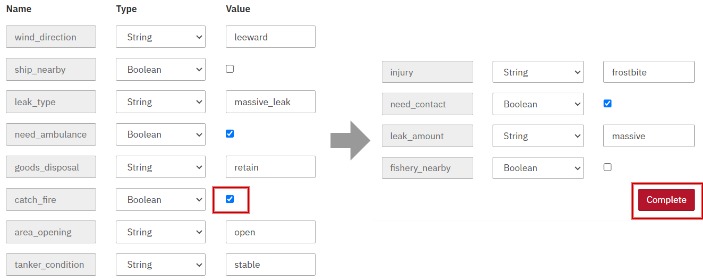 Name Type Value
wind_direction String leeward
ship_nearby Boolean
leak_type String massive_leak
need_ambulance Boolean
goods_disposal String retain
catch_fire Boolean
area_opening String open
tanker_condition String stable
injury String frostbite
need_contact Boolean
leak_amount String massive
fishery_nearby Boolean
Complete